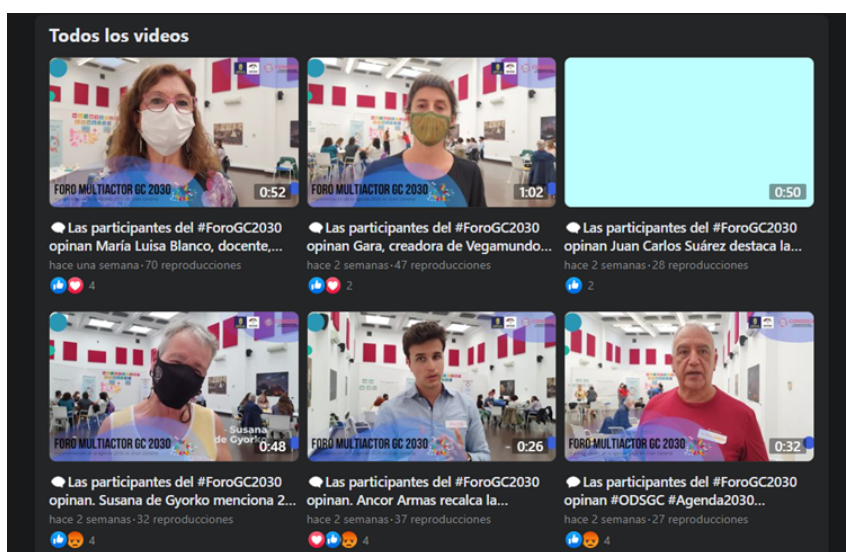 Todos los videos
FORO MULTIACTOR GC 2030
0:52
FORO MULTIACTOR GC 2030
1:02
0:50
🗨Las participantes del #ForoGC2030
opinan María Luisa Blanco, docente,...
hace una semana·70 reproducciones
4
🗨Las participantes del #ForoGC2030
opinan Gara, creadora de Vegamundo...
hace 2 semanas·47 reproducciones
2
🗨Las participantes del #ForoGC2030
opinan Juan Carlos Suárez destaca la...
hace 2 semanas·28 reproducciones
2
- Susana
de Gyorko
FORO MULTIACTOR GC 2030
0:48
FORO MULTIACTOR GC 2030
- 0:26
FORO MULTIACTOR GC 2030
0:32
🗨Las participantes del #ForoGC2030
opinan. Susana de Gyorko menciona 2...
hace 2 semanas·32 reproducciones
4
🗨Las participantes del #ForoGC2030
opinan. Ancor Armas recalca la...
hace 2 semanas·37 reproducciones
4
🗨Las participantes del #ForoGC2030
opinan #ODSGC #Agenda2030...
hace 2 semanas·27 reproducciones
4